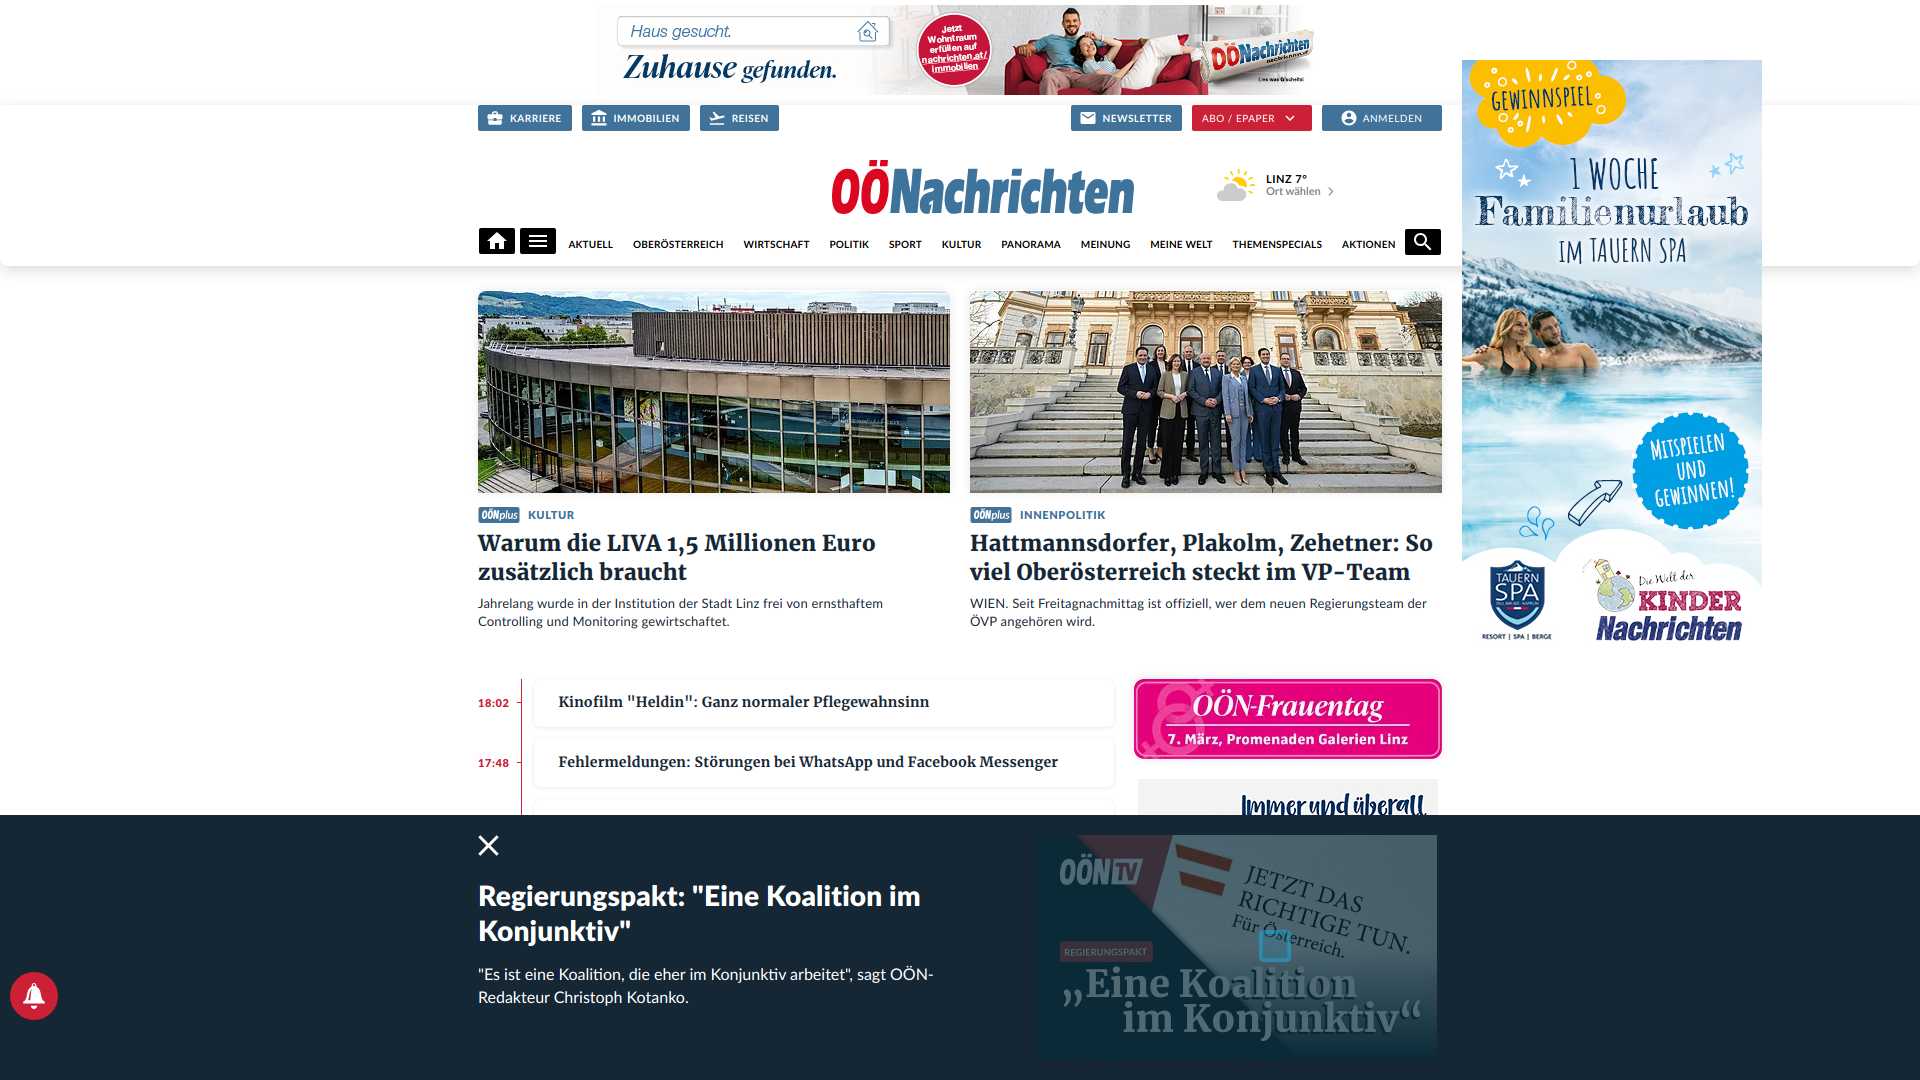 Haus gesucht.
Zuhause gefunden.
Jetzt
Wohntraum
erfüllen auf
nachrichten.at/
immobilien
OÖNachrichten
Lies was G'scheits!
KARRIERE
IMMOBILIEN
REISEN
NEWSLETTER
ABO / EPAPER
ANMELDEN
OÖNachrichten
LINZ 7°
Ort wählen
AKTUELL
OBERÖSTERREICH
WIRTSCHAFT
POLITIK
SPORT
KULTUR
PANORAMA
MEINUNG
MEINE WELT
THEMENSPECIALS
AKTIONEN
GEWINNSPIEL
1 WOCHE
Familienurlaub
IM TAUERN SPA
MITSPIELEN
UND
GEWINNEN!
TAUERN
SPA
RESORT | SPA | BERGE
Die Welt der
KINDER
Nachrichten
OÖNplus KULTUR
Warum die LIVA 1,5 Millionen Euro
zusätzlich braucht
Jahrelang wurde in der Institution der Stadt Linz frei von ernsthaftem
Controlling und Monitoring gewirtschaftet.
OÖNplus INNENPOLITIK
Hattmannsdorfer, Plakolm, Zehetner: So
viel Oberösterreich steckt im VP-Team
WIEN. Seit Freitagnachmittag ist offiziell, wer dem neuen Regierungsteam der
ÖVP angehören wird.
18:02
Kinofilm "Heldin": Ganz normaler Pflegewahnsinn
17:48
Fehlermeldungen: Störungen bei WhatsApp und Facebook Messenger
OÖN-Frauentag
7. März, Promenaden Galerien Linz
Immer und überall
Regierungspakt: "Eine Koalition im
Konjunktiv"
"Es ist eine Koalition, die eher im Konjunktiv arbeitet", sagt OÖN-
Redakteur Christoph Kotanko.
OÖN TV
JETZT DAS
RICHTIGE TUN.
Für Österreich.
REGIERUNGSPAKT
„Eine Koalition
im Konjunktiv“